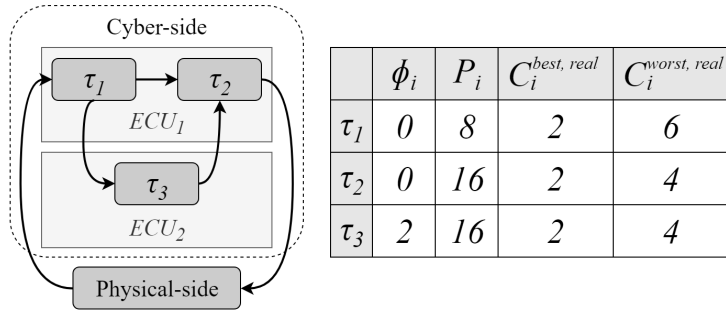 Cyber-side
τ1 τ2
ECU1
τ3
ECU2
Physical-side
ϕi Pi Ci^best, real Ci^worst, real
τ1 0 8 2 6
τ2 0 16 2 4
τ3 2 16 2 4